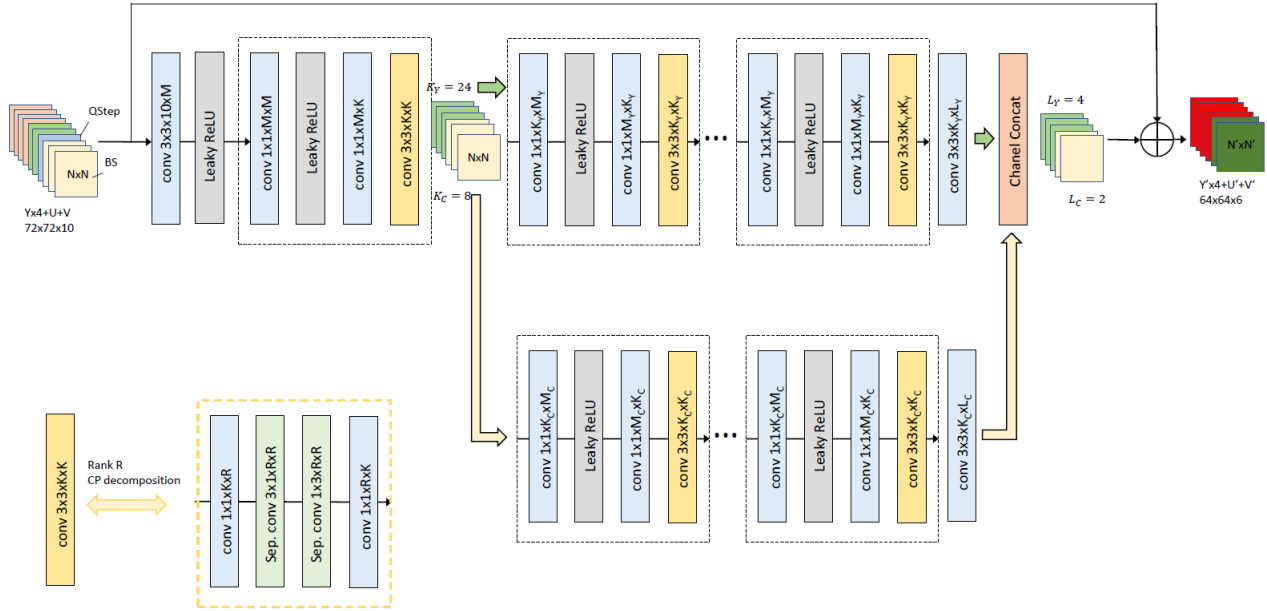 QStep
BS
NxN
Yx4+U+V
72x72x10
conv 3x3x10xM
Leaky ReLU
conv 1x1xMxM
Leaky ReLU
conv 1x1xMxK
conv 3x3xKxK
K_Y = 24
NxN
K_C = 8
conv 1x1xK_YxM_Y
Leaky ReLU
conv 1x1xM_YxK_Y
conv 3x3xK_YxK_Y
•••
conv 1x1xK_YxM_Y
Leaky ReLU
conv 1x1xM_YxK_Y
conv 3x3xK_YxK_Y
conv 3x3xK_YxL_Y
Chanel Concat
L_Y = 4
L_C = 2
N'xN'
Y'x4+U'+V'
64x64x6
conv 1x1xK_CxM_C
Leaky ReLU
conv 1x1xM_CxK_C
conv 3x3xK_CxK_C
•••
conv 1x1xK_CxM_C
Leaky ReLU
conv 1x1xM_CxK_C
conv 3x3xK_CxK_C
conv 3x3xK_CxL_C
conv 3x3xKxK
Rank R
CP decomposition
conv 1x1xRxR
Sep. conv 3x1xRxR
Sep. conv 1x3xRxR
conv 1x1xRxK